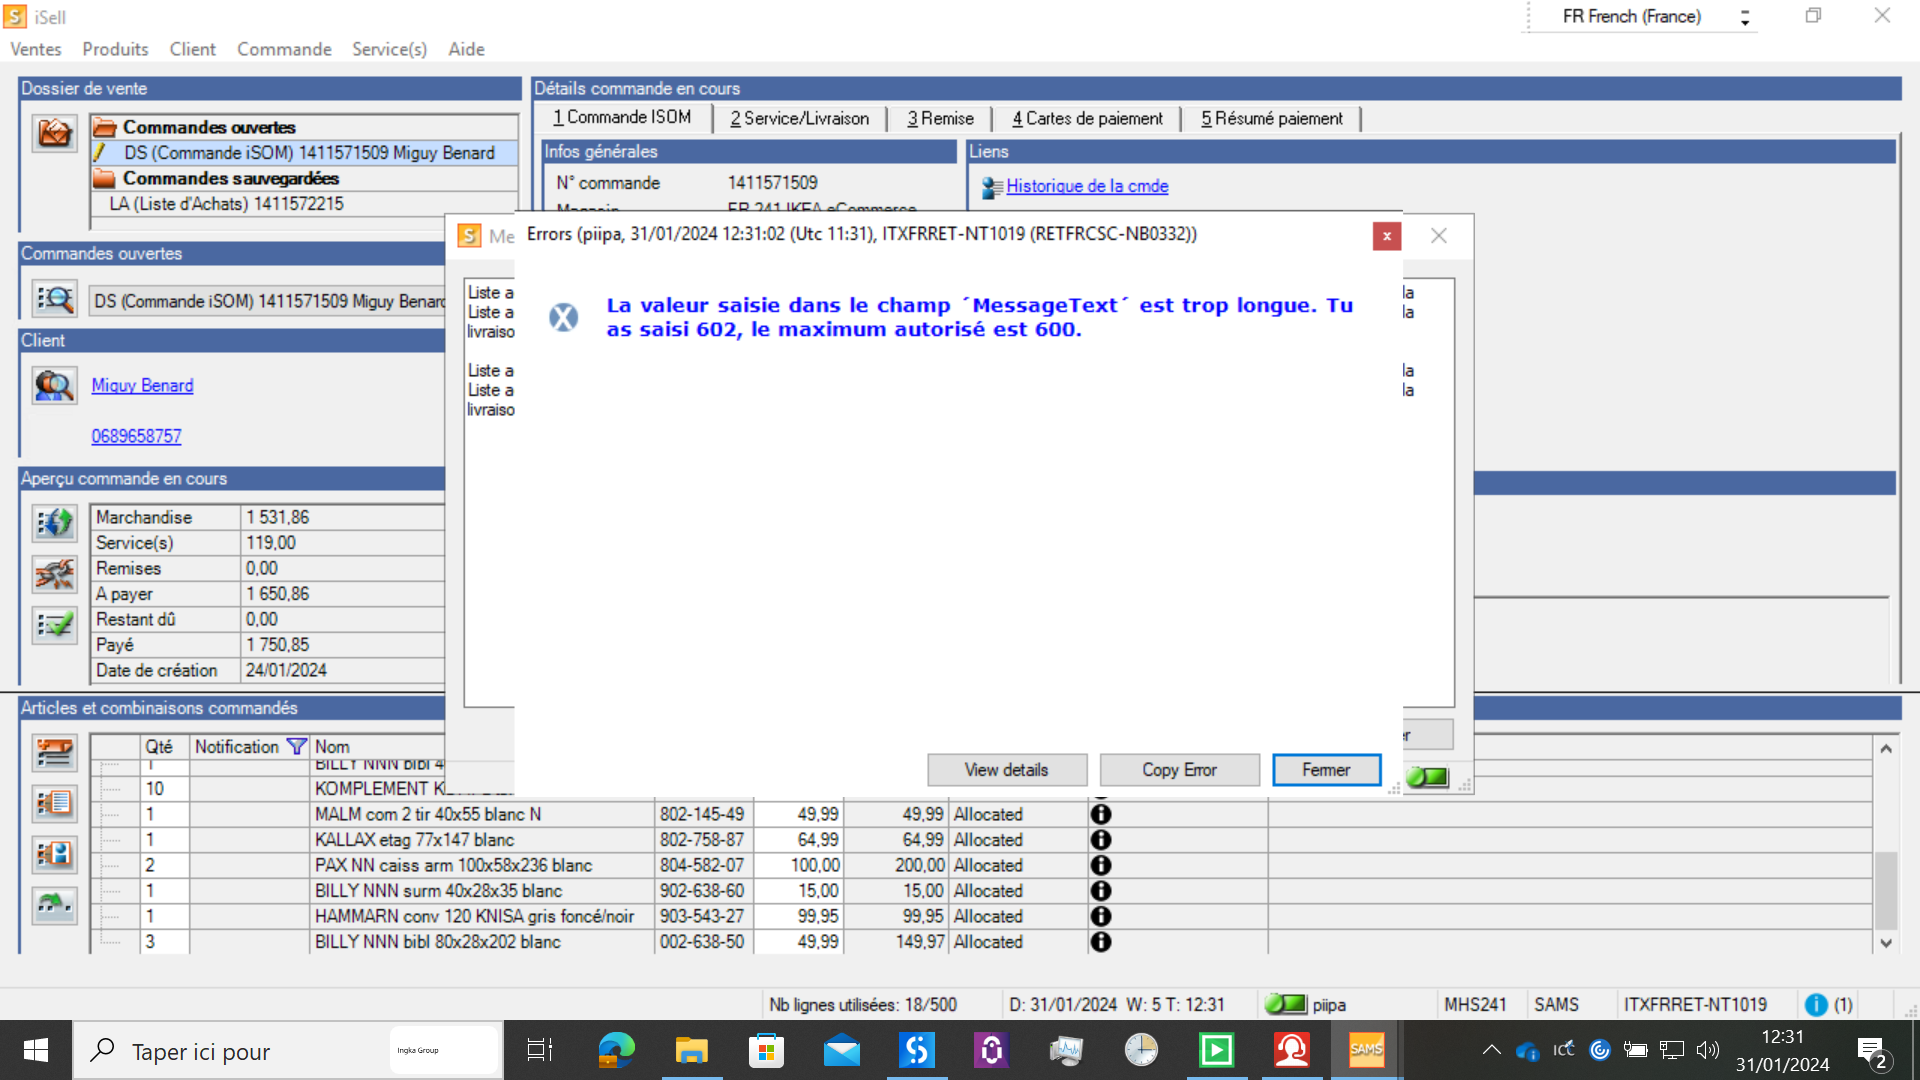 iSell
FR French (France)
Ventes Produits Client Commande Service(s) Aide
Dossier de vente
Commandes ouvertes
DS (Commande iSOM) 1411571509 Miguy Benard
Commandes sauvegardées
LA (Liste d'Achats) 1411572215
Commandes ouvertes
DS (Commande iSOM) 1411571509 Miguy Benard
Client
Miguy Benard
0689658757
Aperçu commande en cours
Marchandise 1 531,86
Service(s) 119,00
Remises 0,00
A payer 1 650,86
Restant dû 0,00
Payé 1 750,85
Date de création 24/01/2024
Détails commande en cours
1 Commande ISOM 2 Service/Livraison 3 Remise 4 Cartes de paiement 5 Résumé paiement
Infos générales
N° commande 1411571509
Magasin FR 241 IKEA eCommerce
Liens
Historique de la cmde
Me
Liste a la
Liste a la
livraiso
Liste a la
Liste a la
livraiso
er
Errors (piipa, 31/01/2024 12:31:02 (Utc 11:31), ITXFRRET-NT1019 (RETFRCSC-NB0332))
x
La valeur saisie dans le champ ´MessageText´ est trop longue. Tu
as saisi 602, le maximum autorisé est 600.
View details Copy Error Fermer
Articles et combinaisons commandés
Qté Notification Nom
1 BILLY NNN bibl 4
10 KOMPLEMENT
1 MALM com 2 tir 40x55 blanc N 802-145-49 49,99 49,99 Allocated
1 KALLAX etag 77x147 blanc 802-758-87 64,99 64,99 Allocated
2 PAX NN caiss arm 100x58x236 blanc 804-582-07 100,00 200,00 Allocated
1 BILLY NNN surm 40x28x35 blanc 902-638-60 15,00 15,00 Allocated
1 HAMMARN conv 120 KNISA gris foncé/noir 903-543-27 99,95 99,95 Allocated
3 BILLY NNN bibl 80x28x202 blanc 002-638-50 49,99 149,97 Allocated
Nb lignes utilisées: 18/500 D: 31/01/2024 W: 5 T: 12:31 piipa MHS241 SAMS ITXFRRET-NT1019 (1)
Taper ici pour
Ingka Group
SAMS
12:31
31/01/2024
2